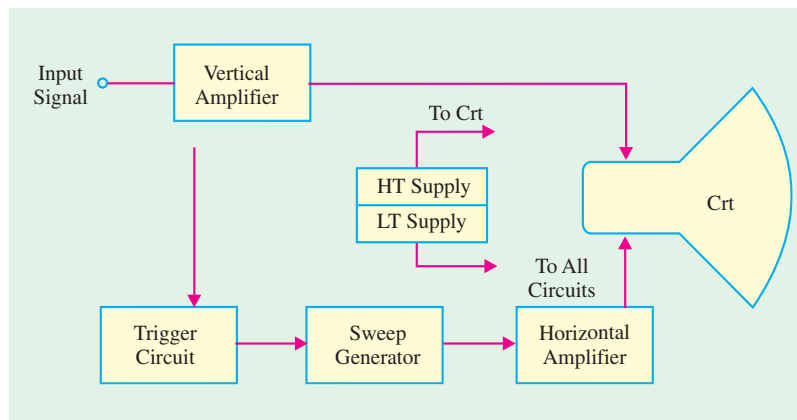 Input
Signal
Vertical
Amplifier
To Crt
HT Supply
LT Supply
Crt
To All
Circuits
Trigger
Circuit
Sweep
Generator
Horizontal
Amplifier